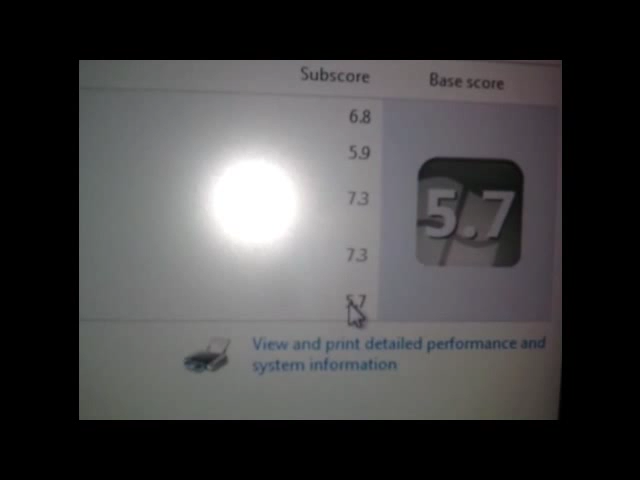 Subscore Base score
6.8
5.9
7.3
5.7
7.3
5.7
View and print detailed performance and
system information